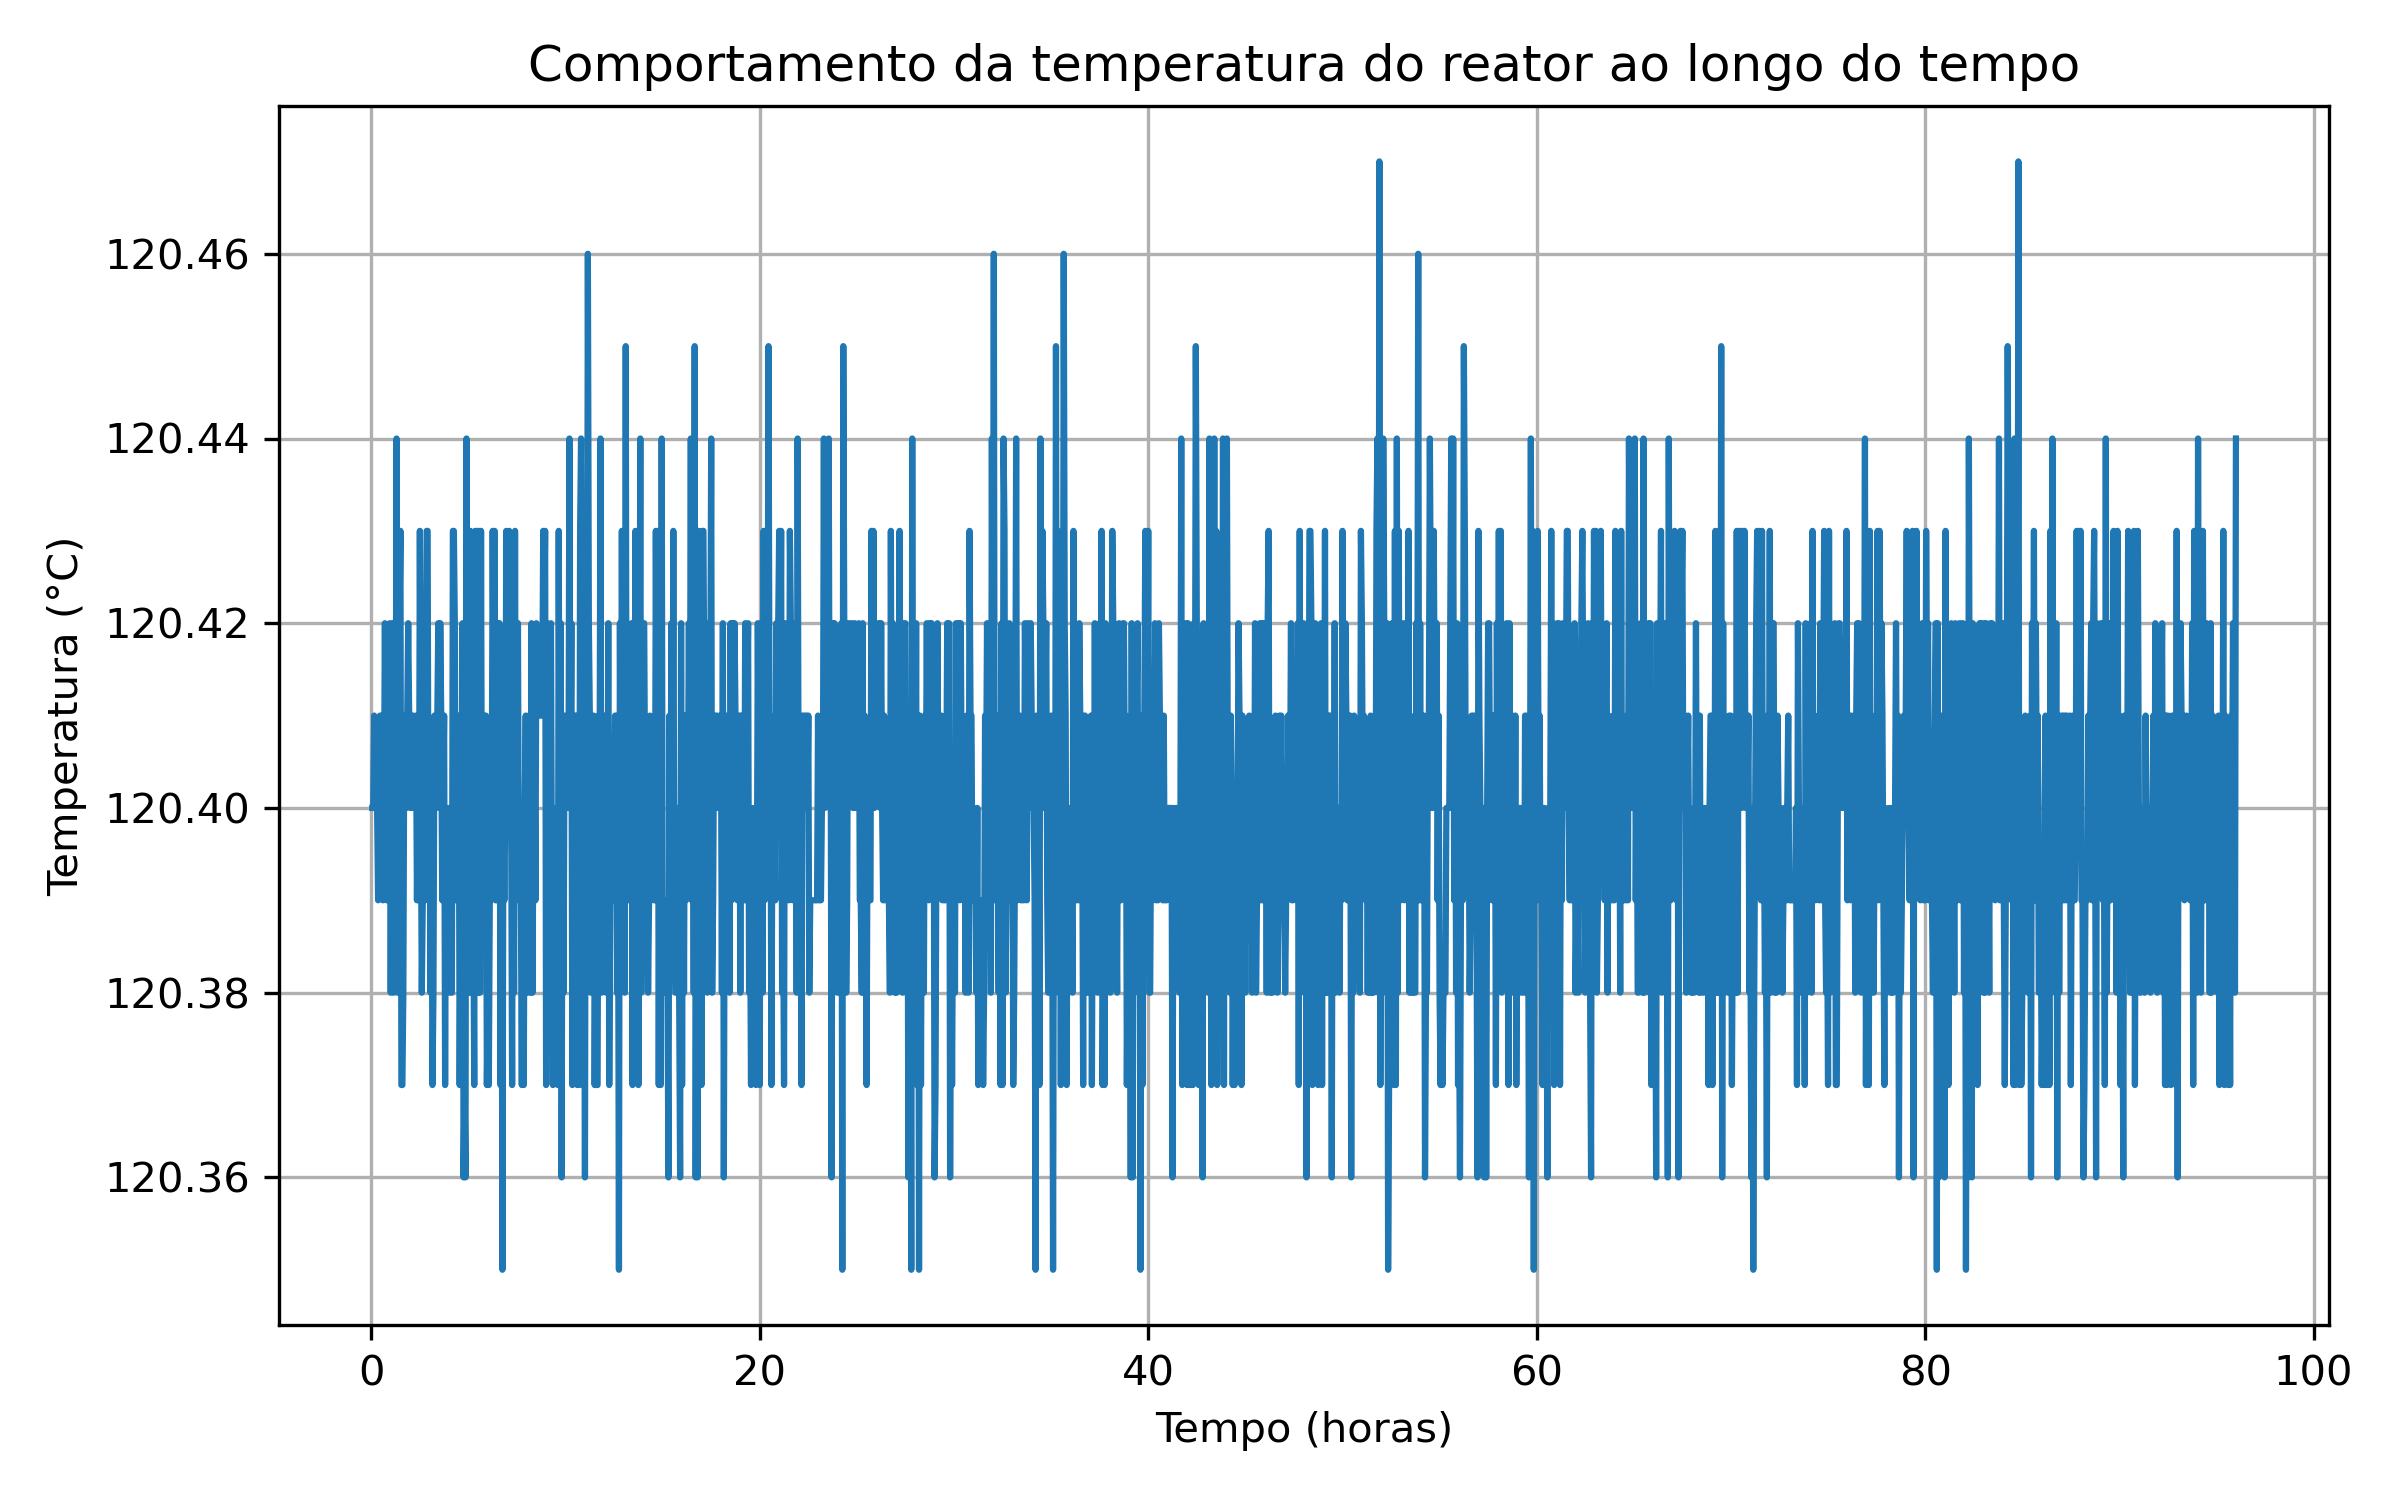 Comportamento da temperatura do reator ao longo do tempo
Temperatura (°C)
120.46
120.44
120.42
120.40
120.38
120.36
0 20 40 60 80 100
Tempo (horas)